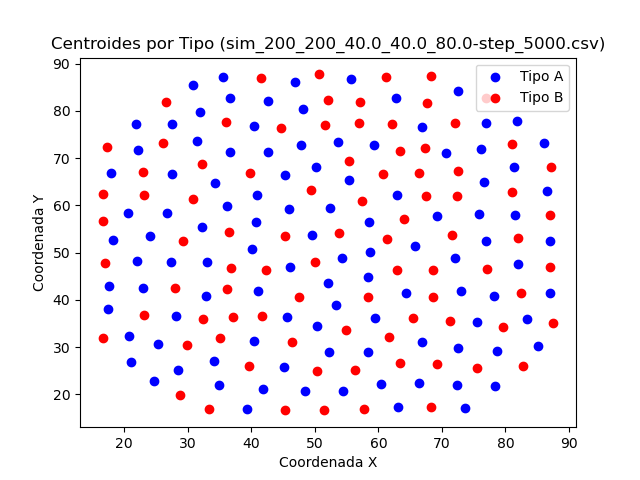 Centroides por Tipo (sim_200_200_40.0_40.0_80.0-step_5000.csv)
90
80
70
60
50
40
30
20
Coordenada Y
Tipo A
Tipo B
20 30 40 50 60 70 80 90
Coordenada X